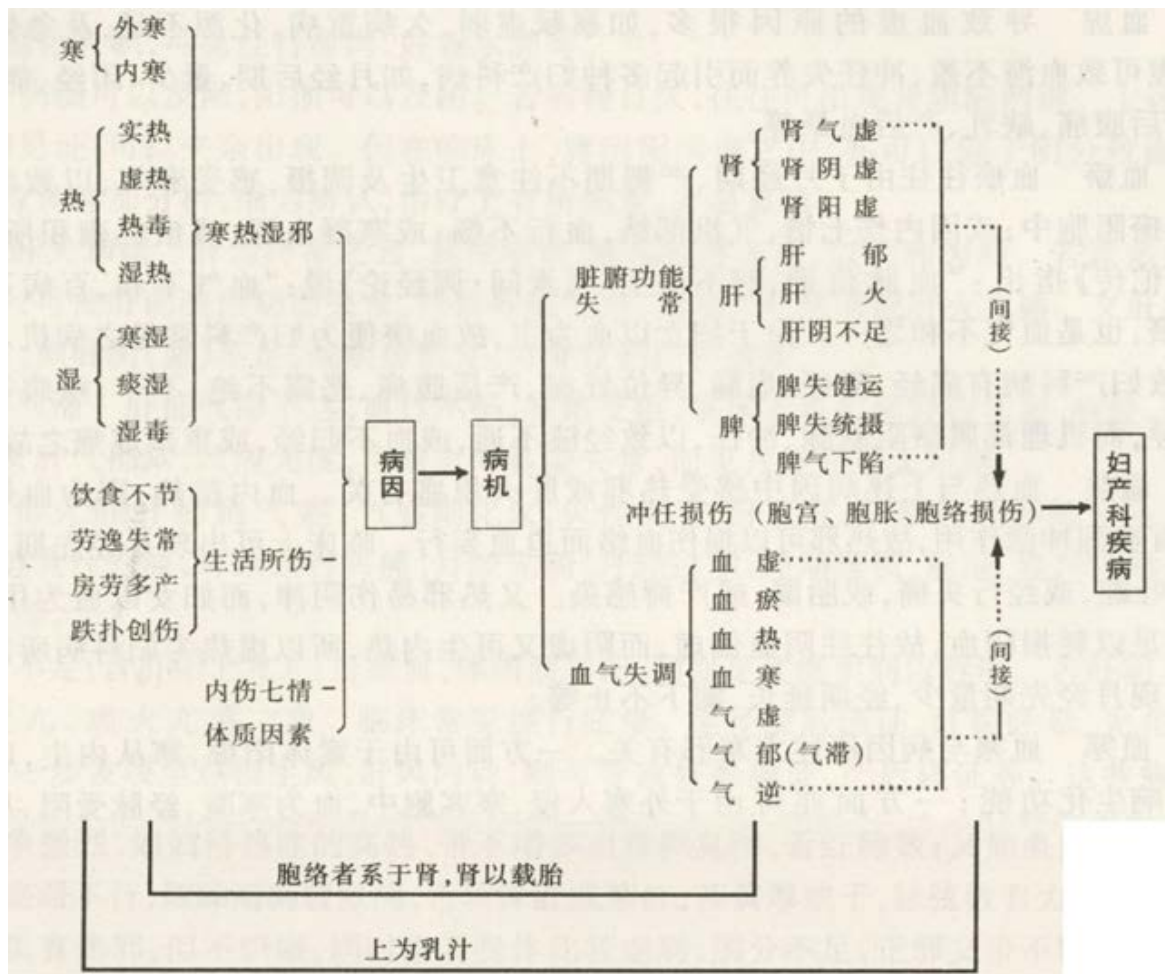 寒
外寒
内寒
热
实热
虚热
热毒
湿热
湿
寒湿
痰湿
湿毒
寒热湿邪
饮食不节
劳逸失常
房劳多产
跌扑创伤
生活所伤
内伤七情
体质因素
病因
病机
脏腑功能
失常
肾
肾气虚
肾阴虚
肾阳虚
肝
肝郁
肝火
肝阴不足
脾
脾失健运
脾失统摄
脾气下陷
(间接)
冲任损伤(胞宫、胞胀、胞络损伤)
血气失调
血虚
血瘀
血热
血寒
气虚
气郁(气滞)
气逆
(间接)
妇产科疾病
胞络者系于肾,肾以载胎
上为乳汁